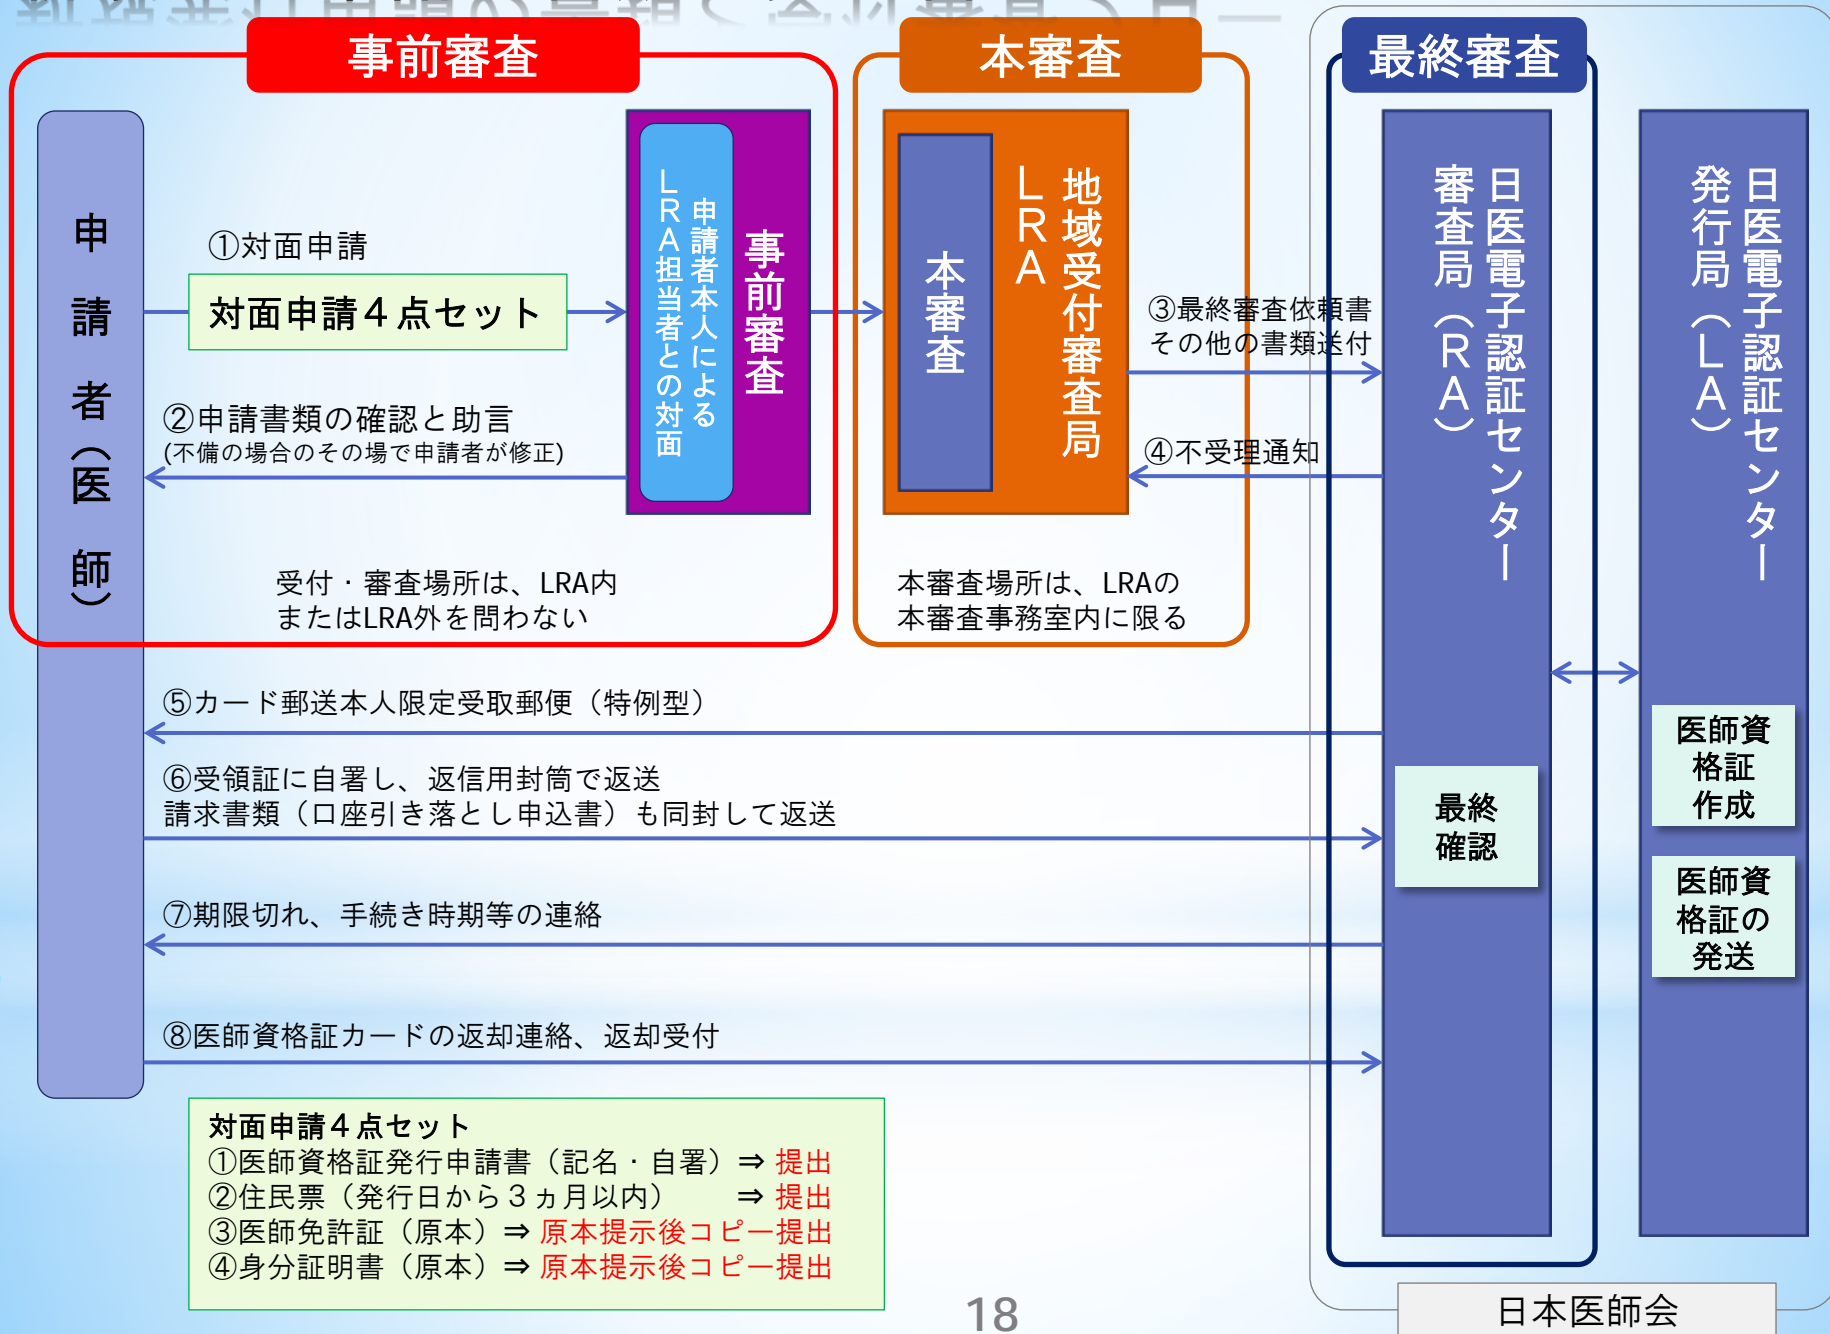 事前審査
本審査
最終審査
申請者（医師）
①対面申請
対面申請４点セット
②申請書類の確認と助言
(不備の場合のその場で申請者が修正)
申請者本人による
ＬＲＡ担当者との対面
事前審査
受付・審査場所は、LRA内
またはLRA外を問わない
本審査
地域受付審査局
ＬＲＡ
本審査場所は、LRAの
本審査事務室内に限る
③最終審査依頼書
その他の書類送付
④不受理通知
日医電子認証センター
審査局（ＲＡ）
日医電子認証センター
発行局（ＬＡ）
⑤カード郵送本人限定受取郵便（特例型）
⑥受領証に自署し、返信用封筒で返送
請求書類（口座引き落とし申込書）も同封して返送
最終
確認
医師資
格証
作成
医師資
格証の
発送
⑦期限切れ、手続き時期等の連絡
⑧医師資格証カードの返却連絡、返却受付
対面申請４点セット
①医師資格証発行申請書（記名・自署）⇒ 提出
②住民票（発行日から３ヵ月以内）　　⇒ 提出
③医師免許証（原本）⇒ 原本提示後コピー提出
④身分証明書（原本）⇒ 原本提示後コピー提出
18
日本医師会